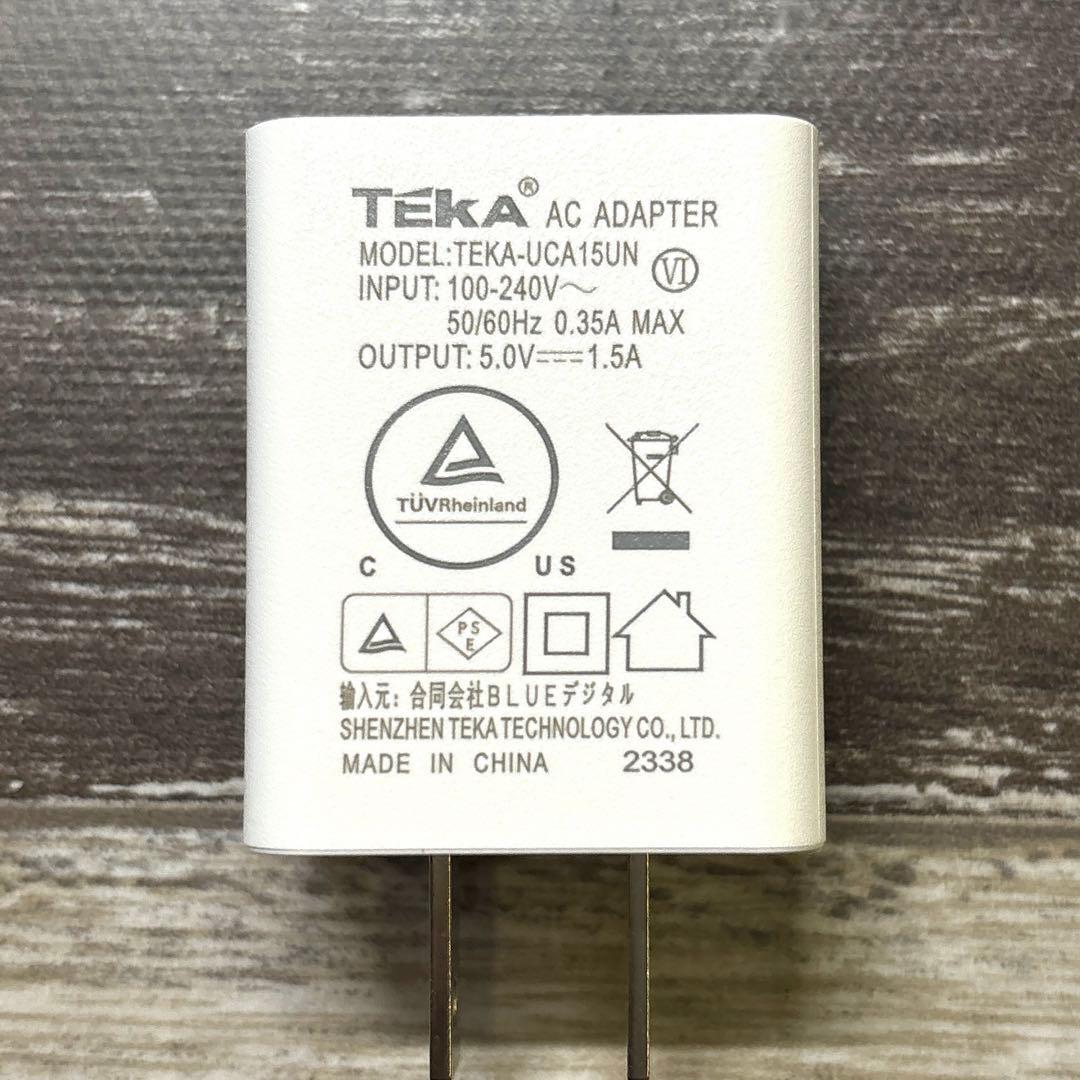 TEKA® AC ADAPTER
MODEL:TEKA-UCA15UN
VI
INPUT: 100-240V～
50/60Hz 0.35A MAX
OUTPUT: 5.0V⎓1.5A
TÜVRheinland
C US
PSE
輸入元: 合同会社BLUEデジタル
SHENZHEN TEKA TECHNOLOGY CO., LTD.
MADE IN CHINA 2338